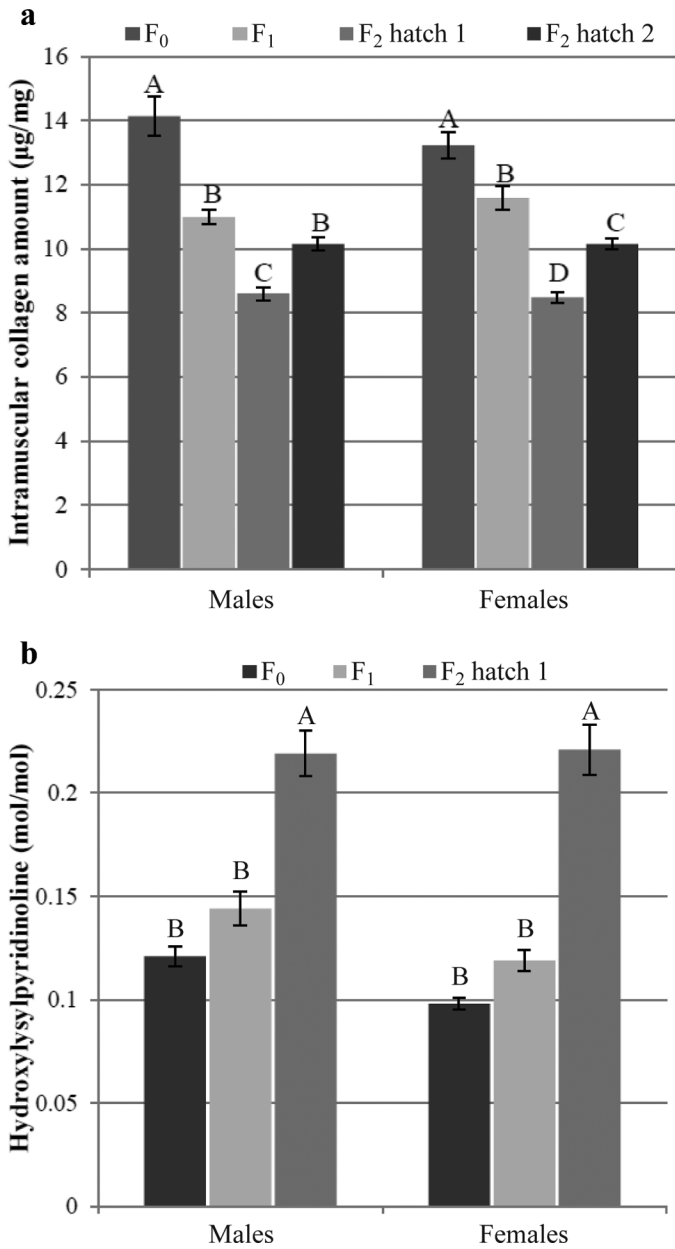 a
F₀ F₁ F₂ hatch 1 F₂ hatch 2
Intramuscular collagen amount (µg/mg)
16
14
12
10
8
6
4
2
0
A B C B
A B D C
Males Females
b
F₀ F₁ F₂ hatch 1
Hydroxylysylpyridinoline (mol/mol)
0.25
0.2
0.15
0.1
0.05
0
B B A
B B A
Males Females